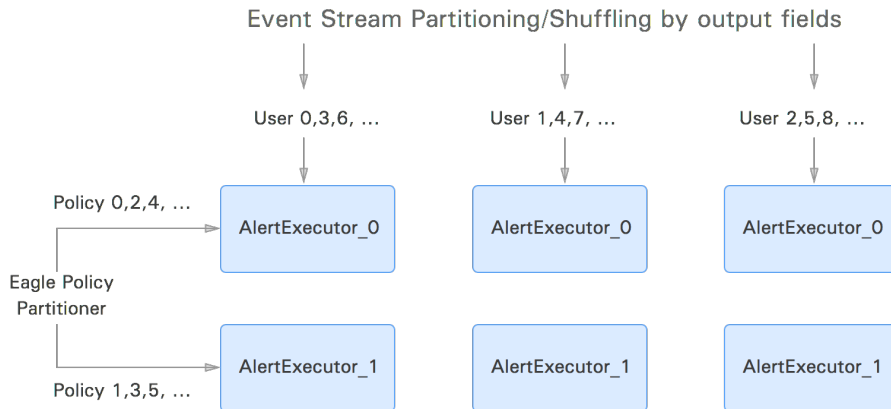 Event Stream Partitioning/Shuffling by output fields
User 0,3,6, ...
User 1,4,7, ...
User 2,5,8, ...
Policy 0,2,4, ...
AlertExecutor_0
AlertExecutor_0
AlertExecutor_0
Eagle Policy
Partitioner
AlertExecutor_1
AlertExecutor_1
AlertExecutor_1
Policy 1,3,5, ...